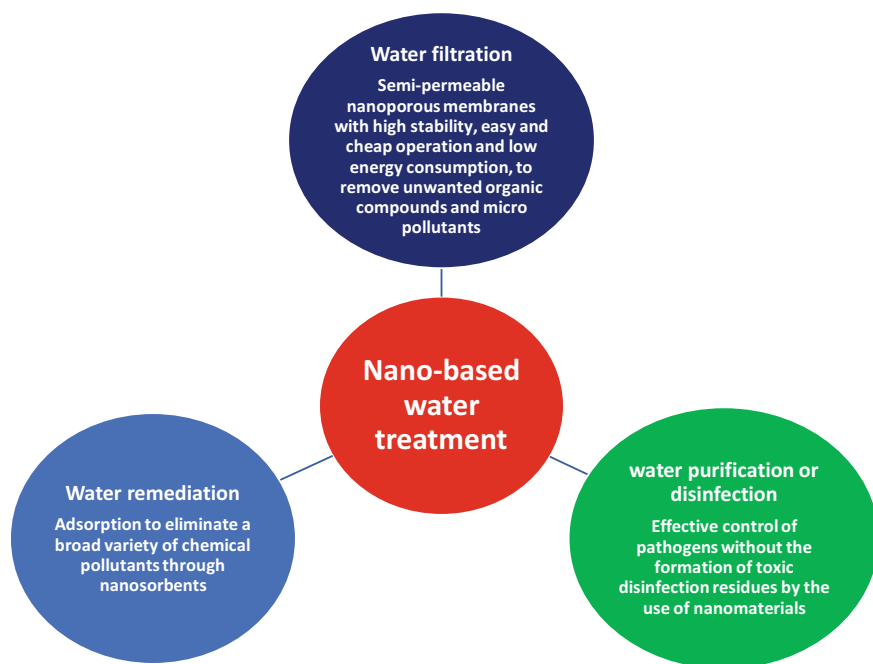 Water filtration
Semi-permeable
nanoporous membranes
with high stability, easy and
cheap operation and low
energy consumption, to
remove unwanted organic
compounds and micro
pollutants
Nano-based
water
treatment
Water remediation
Adsorption to eliminate a
broad variety of chemical
pollutants through
nanosorbents
water purification or
disinfection
Effective control of
pathogens without the
formation of toxic
disinfection residues by the
use of nanomaterials